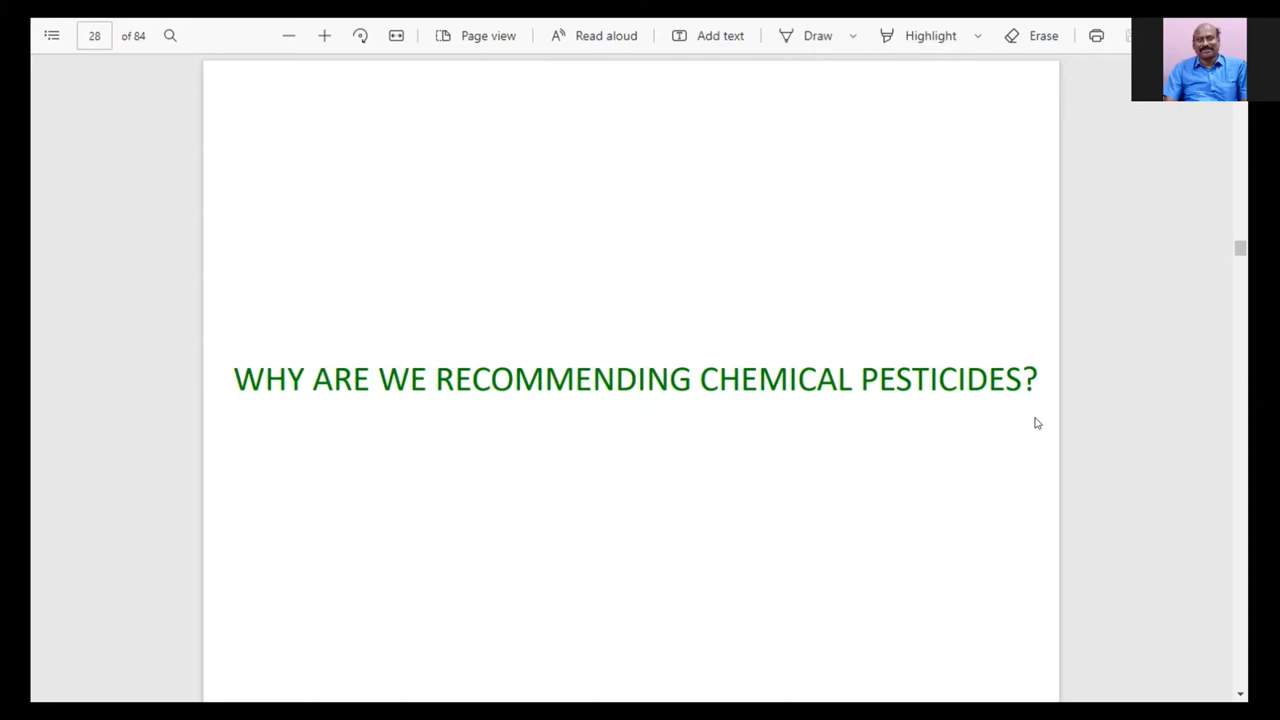 28 of 84 Page view Read aloud Add text Draw Highlight Erase
WHY ARE WE RECOMMENDING CHEMICAL PESTICIDES?